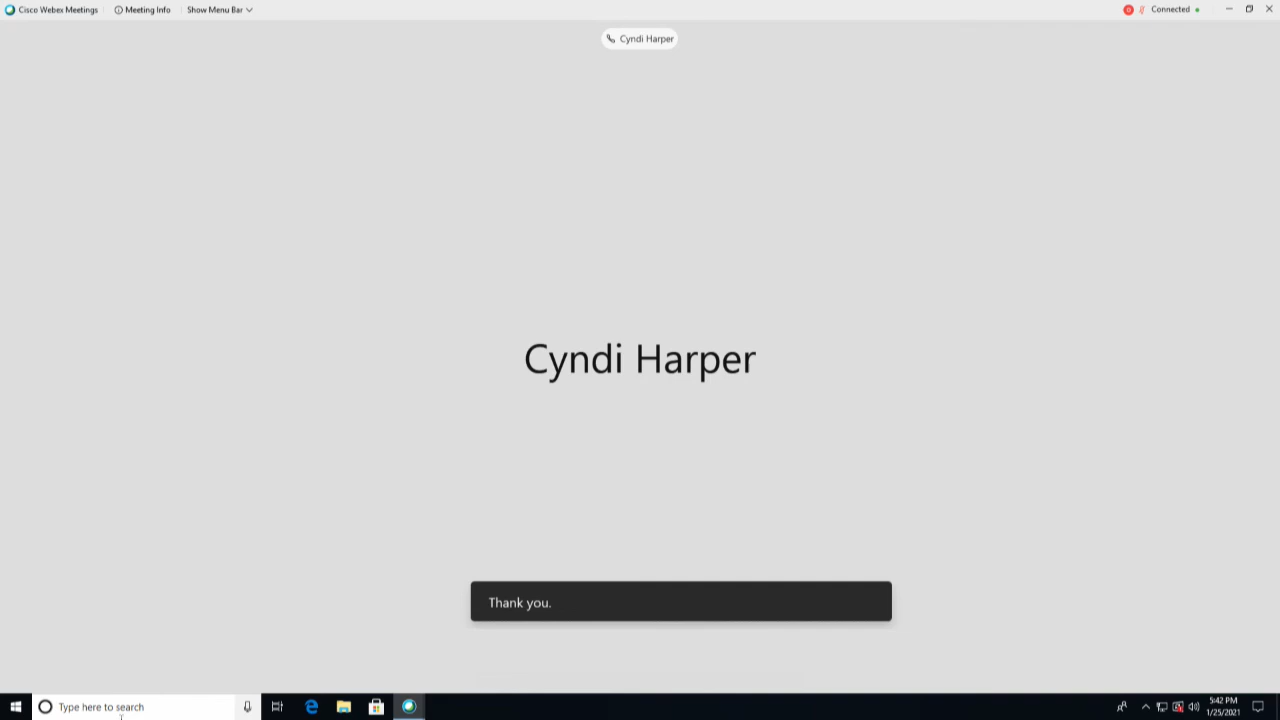 Cisco Webex Meetings Meeting Info Show Menu Bar Connected
Cyndi Harper
Cyndi Harper
Thank you.
Type here to search 5:42 PM
1/25/2021